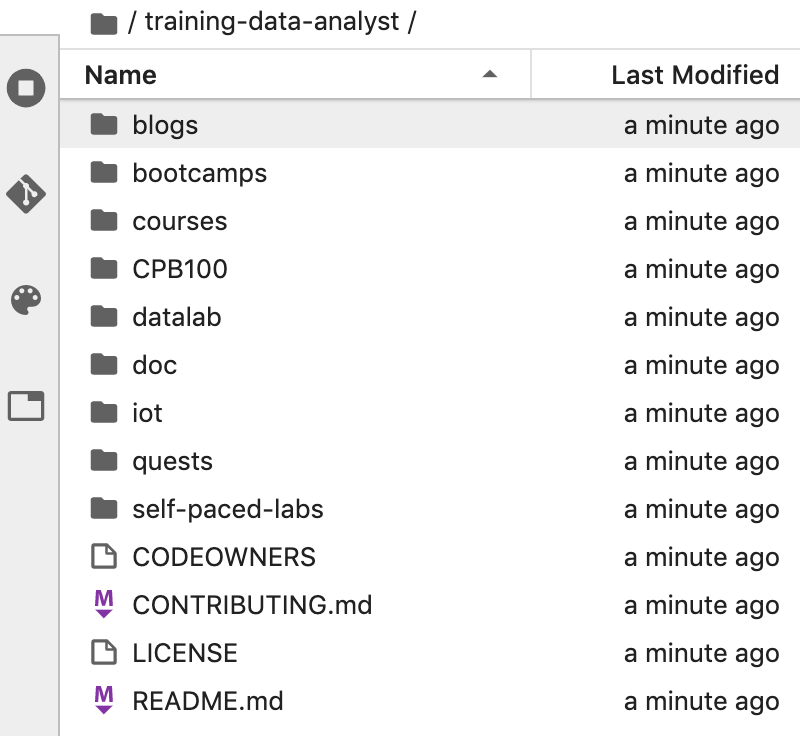 / training-data-analyst /
Name Last Modified
blogs a minute ago
bootcamps a minute ago
courses a minute ago
CPB100 a minute ago
datalab a minute ago
doc a minute ago
iot a minute ago
quests a minute ago
self-paced-labs a minute ago
CODEOWNERS a minute ago
M CONTRIBUTING.md a minute ago
LICENSE a minute ago
M README.md a minute ago